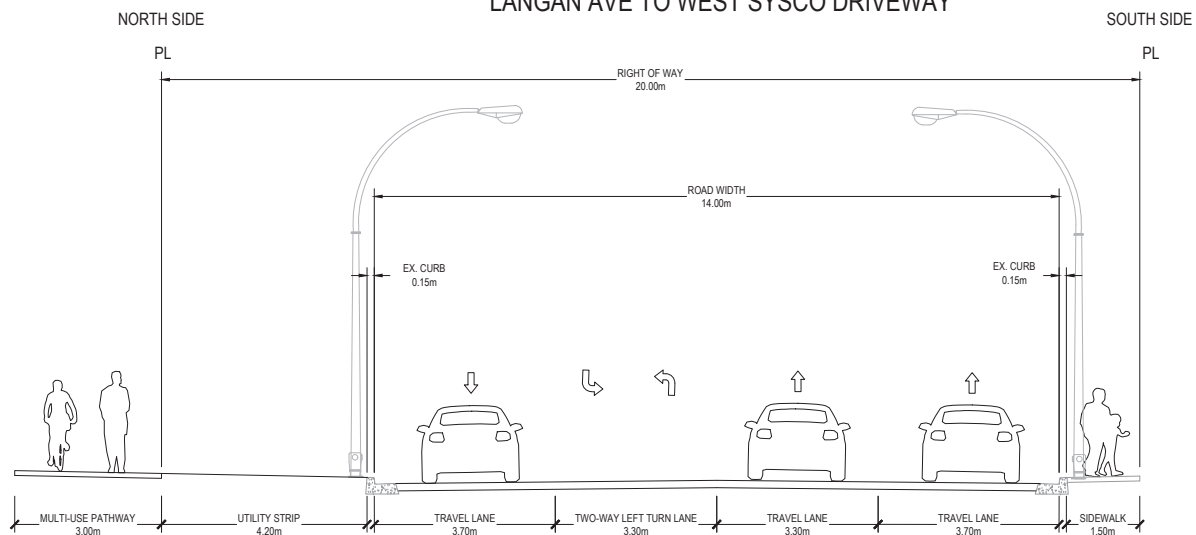 LANGAN AVE TO WEST SYSCO DRIVEWAY
NORTH SIDE
SOUTH SIDE
PL
PL
RIGHT OF WAY
20.00m
ROAD WIDTH
14.00m
EX. CURB
0.15m
EX. CURB
0.15m
MULTI-USE PATHWAY
3.00m
UTILITY STRIP
4.20m
TRAVEL LANE
3.70m
TWO-WAY LEFT TURN LANE
3.30m
TRAVEL LANE
3.30m
TRAVEL LANE
3.70m
SIDEWALK
1.50m